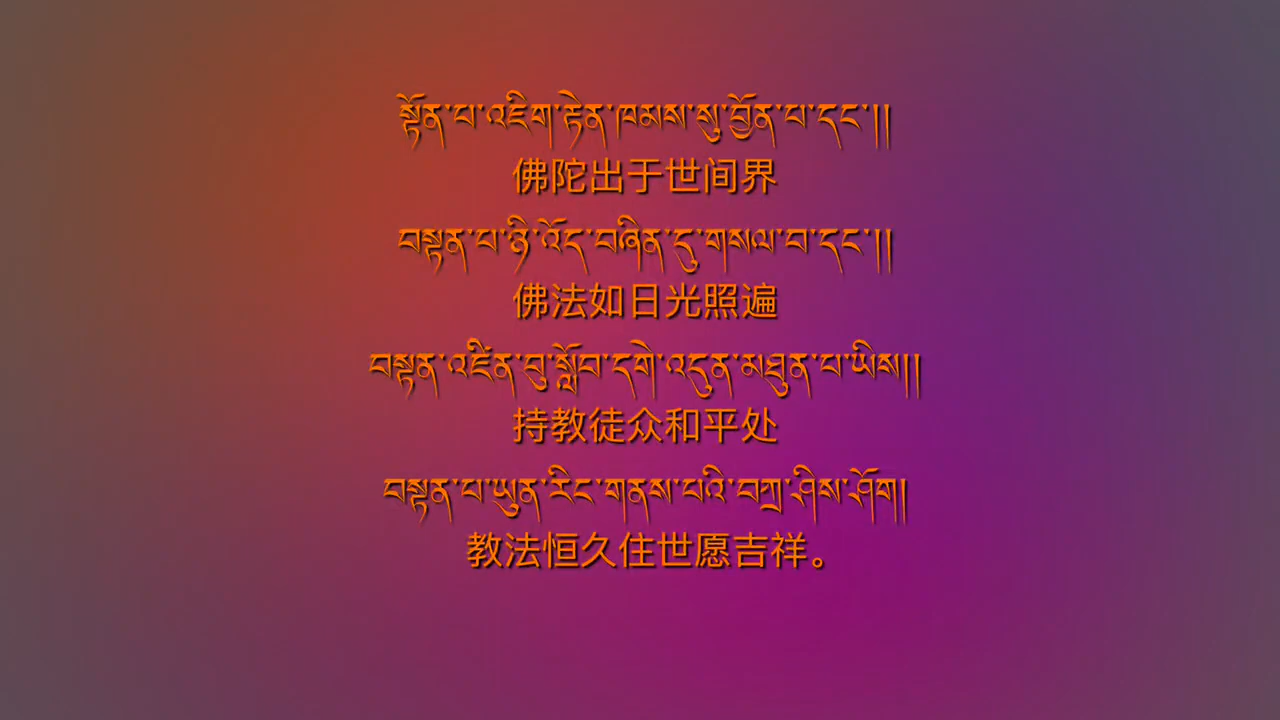 སྟོན་པ་འཇིག་རྟེན་ཁམས་སུ་བྱོན་པ་དང་།།
佛陀出于世间界
བསྟན་པ་ཉི་འོད་བཞིན་དུ་གསལ་བ་དང་།།
佛法如日光照遍
བསྟན་འཛིན་བུ་སློབ་དགེ་འདུན་མཐུན་པ་ཡིས།།
持教徒众和平处
བསྟན་པ་ཡུན་རིང་གནས་པའི་བཀྲ་ཤིས་ཤོག།
教法恒久住世愿吉祥。